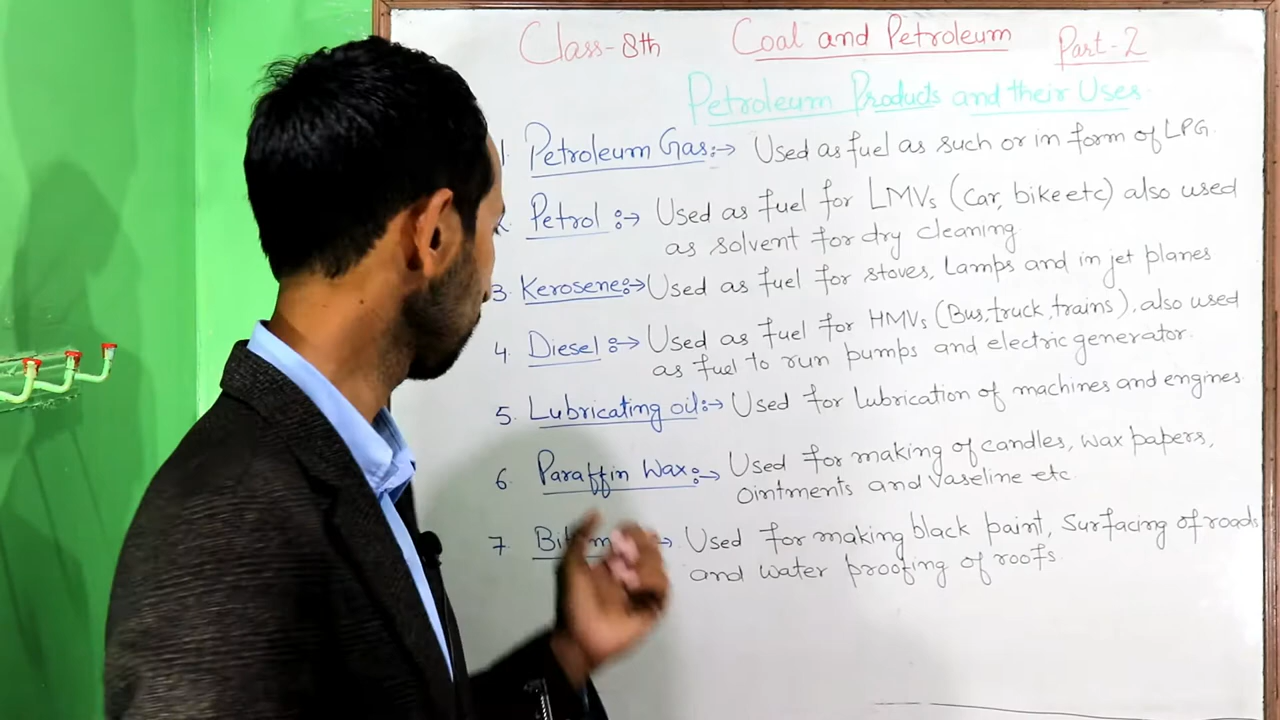 Class-8th Coal and Petroleum Part-2
Petroleum Products and their Uses
1. Petroleum Gas:→ Used as fuel as such or in form of LPG.
2. Petrol :→ Used as fuel for LMVs (Car, bike etc) also used
as solvent for dry cleaning
3. Kerosene:→ Used as fuel for stoves, Lamps and in jet planes
4. Diesel :→ Used as fuel for HMVs (Bus, truck, trains), also used
as fuel to run pumps and electric generator.
5. Lubricating oil:→ Used for lubrication of machines and engines.
6. Paraffin Wax:→ Used for making of candles, wax papers,
ointments and vaseline etc.
7. → Used for making black paint, Surfacing of roads
and water proofing of roofs